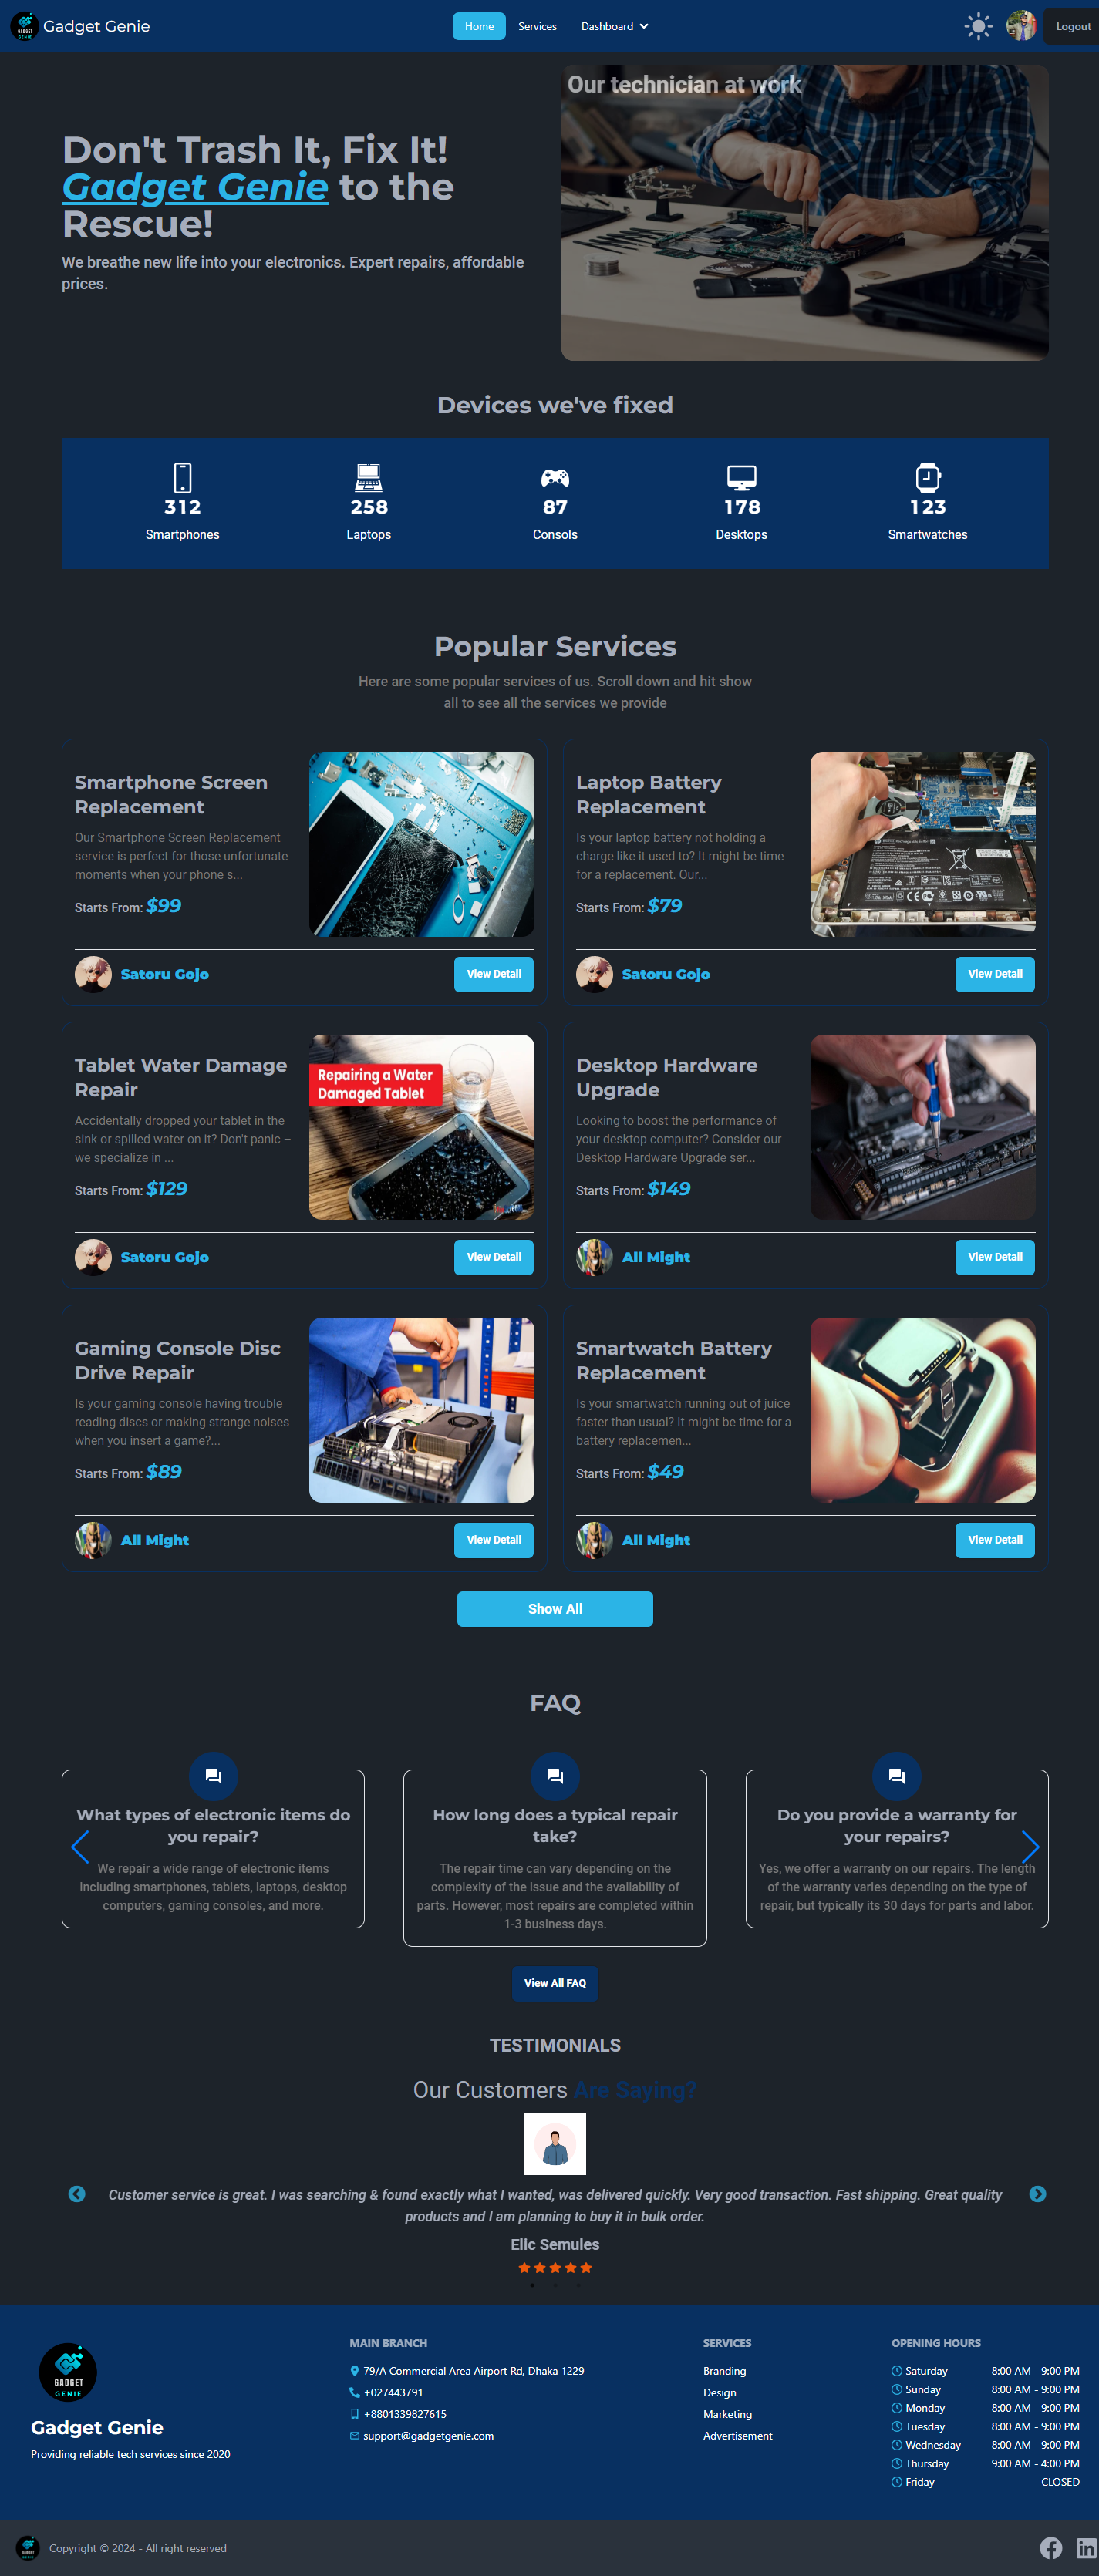 Gadget Genie
Home
Services
Dashboard
Logout
Don't Trash It, Fix It!
Gadget Genie to the
Rescue!
We breathe new life into your electronics. Expert repairs, affordable
prices.
Our technician at work
Devices we've fixed
312
Smartphones
258
Laptops
87
Consols
178
Desktops
123
Smartwatches
Popular Services
Here are some popular services of us. Scroll down and hit show
all to see all the services we provide
Smartphone Screen
Replacement
Our Smartphone Screen Replacement
service is perfect for those unfortunate
moments when your phone s...
Starts From: $99
Satoru Gojo
View Detail
Laptop Battery
Replacement
Is your laptop battery not holding a
charge like it used to? It might be time
for a replacement. Our...
Starts From: $79
Satoru Gojo
View Detail
Tablet Water Damage
Repair
Accidentally dropped your tablet in the
sink or spilled water on it? Don't panic –
we specialize in ...
Starts From: $129
Repairing a Water
Damaged Tablet
Satoru Gojo
View Detail
Desktop Hardware
Upgrade
Looking to boost the performance of
your desktop computer? Consider our
Desktop Hardware Upgrade ser...
Starts From: $149
All Might
View Detail
Gaming Console Disc
Drive Repair
Is your gaming console having trouble
reading discs or making strange noises
when you insert a game?...
Starts From: $89
All Might
View Detail
Smartwatch Battery
Replacement
Is your smartwatch running out of juice
faster than usual? It might be time for a
battery replacemen...
Starts From: $49
All Might
View Detail
Show All
FAQ
What types of electronic items do
you repair?
We repair a wide range of electronic items
including smartphones, tablets, laptops, desktop
computers, gaming consoles, and more.
How long does a typical repair
take?
The repair time can vary depending on the
complexity of the issue and the availability of
parts. However, most repairs are completed within
1-3 business days.
Do you provide a warranty for
your repairs?
Yes, we offer a warranty on our repairs. The length
of the warranty varies depending on the type of
repair, but typically its 30 days for parts and labor.
View All FAQ
TESTIMONIALS
Our Customers Are Saying?
Customer service is great. I was searching & found exactly what I wanted, was delivered quickly. Very good transaction. Fast shipping. Great quality
products and I am planning to buy it in bulk order.
Elic Semules
GADGET
GENIE
Gadget Genie
Providing reliable tech services since 2020
MAIN BRANCH
79/A Commercial Area Airport Rd, Dhaka 1229
+027443791
+8801339827615
support@gadgetgenie.com
SERVICES
Branding
Design
Marketing
Advertisement
OPENING HOURS
Saturday 8:00 AM - 9:00 PM
Sunday 8:00 AM - 9:00 PM
Monday 8:00 AM - 9:00 PM
Tuesday 8:00 AM - 9:00 PM
Wednesday 8:00 AM - 9:00 PM
Thursday 9:00 AM - 4:00 PM
Friday CLOSED
Copyright © 2024 - All right reserved